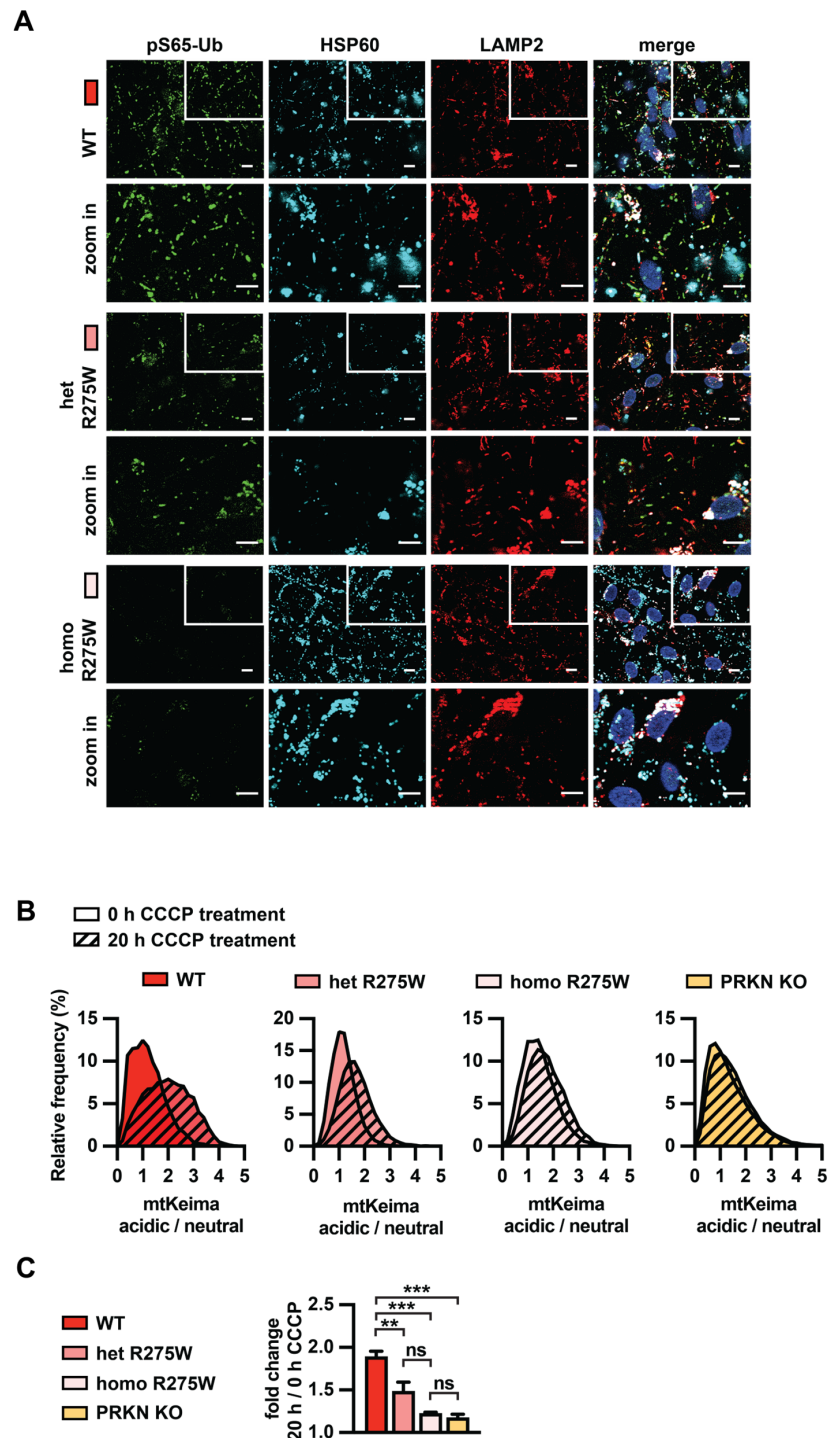 A
pS65-Ub HSP60 LAMP2 merge
WT
zoom in
het
R275W
zoom in
homo
R275W
zoom in
B
0 h CCCP treatment
20 h CCCP treatment
WT het R275W homo R275W PRKN KO
Relative frequency (%)
15 20 15 15
10 15 10 10
5 10 5 5
0 5 0 0
0
0 1 2 3 4 5 0 1 2 3 4 5 0 1 2 3 4 5 0 1 2 3 4 5
mtKeima mtKeima mtKeima mtKeima
acidic / neutral acidic / neutral acidic / neutral acidic / neutral
C
WT
het R275W
homo R275W
PRKN KO
fold change
20 h / 0 h CCCP
2.5
2.0
1.5
1.0
***
***
**
ns
ns